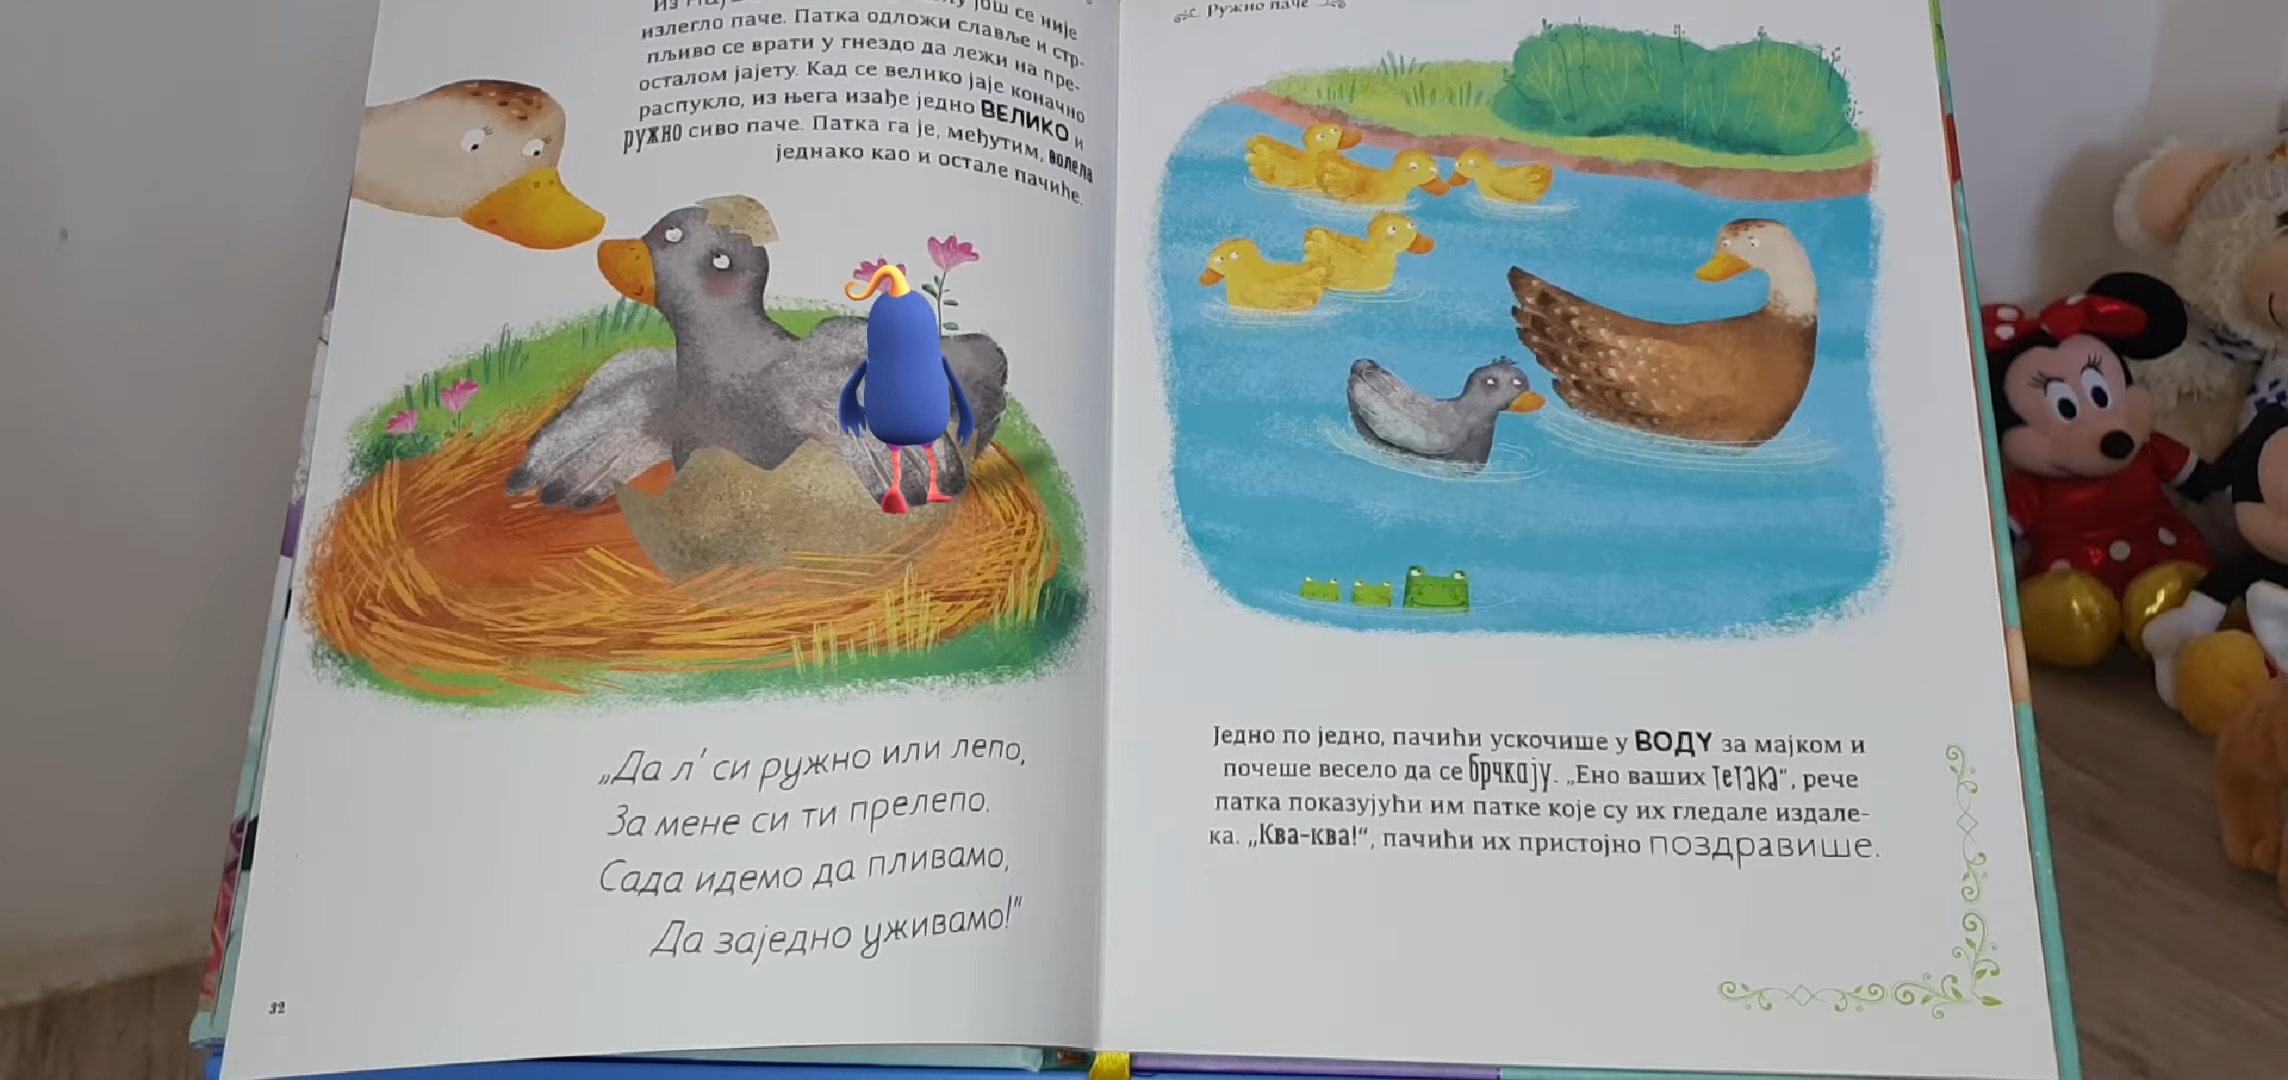 још се није
излегло паче. Патка одложи славље и стр-
пљиво се врати у гнездо да лежи на пре-
осталом јајету. Кад се велико јаје коначно
распукло, из њега изађе једно ВЕЛИКО и
ружно сиво паче. Патка га је, међутим, волела
једнако као и остале пачиће.
„Да л' си ружно или лепо,
За мене си ти прелепо.
Сада идемо да пливамо,
Да заједно уживамо!“
32
Ружно паче
Једно по једно, пачићи ускочише у ВОДУ за мајком и
почеше весело да се брчкају. „Ено ваших тетака“, рече
патка показујући им патке које су их гледале издале-
ка. „Ква-ква!“, пачићи их пристојно поздравише.